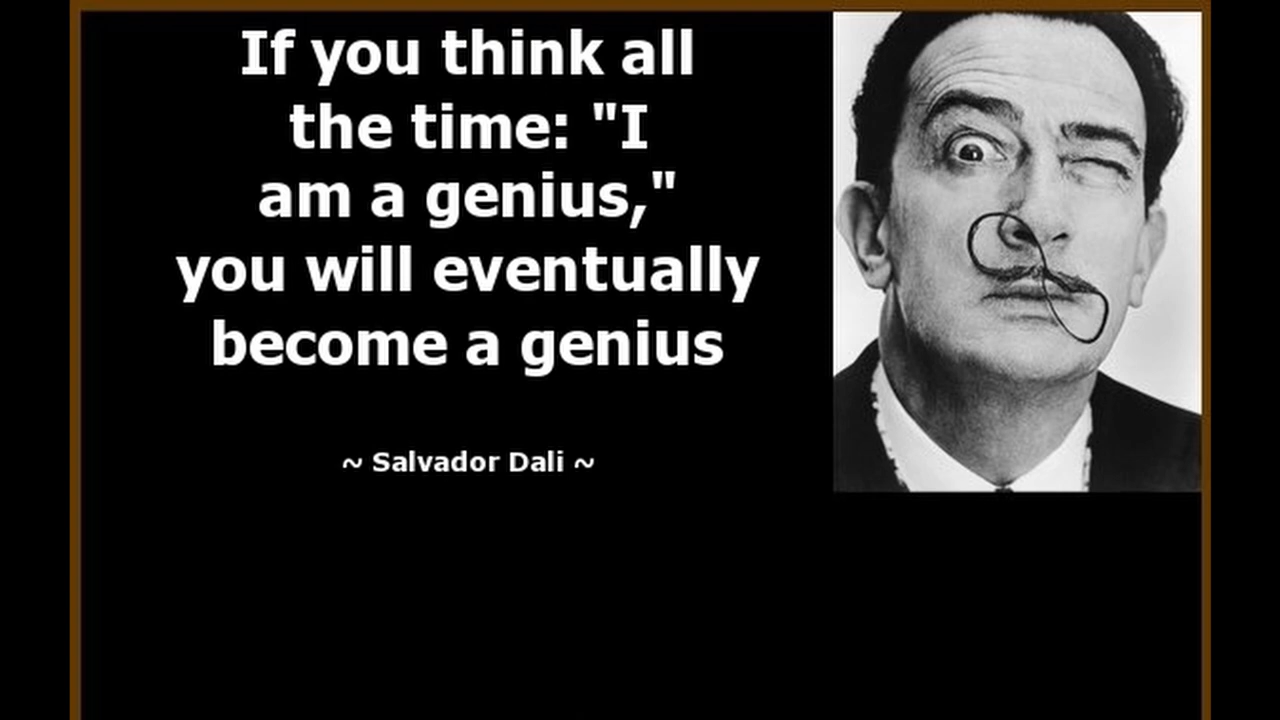 If you think all
the time: "I
am a genius,"
you will eventually
become a genius
~ Salvador Dali ~